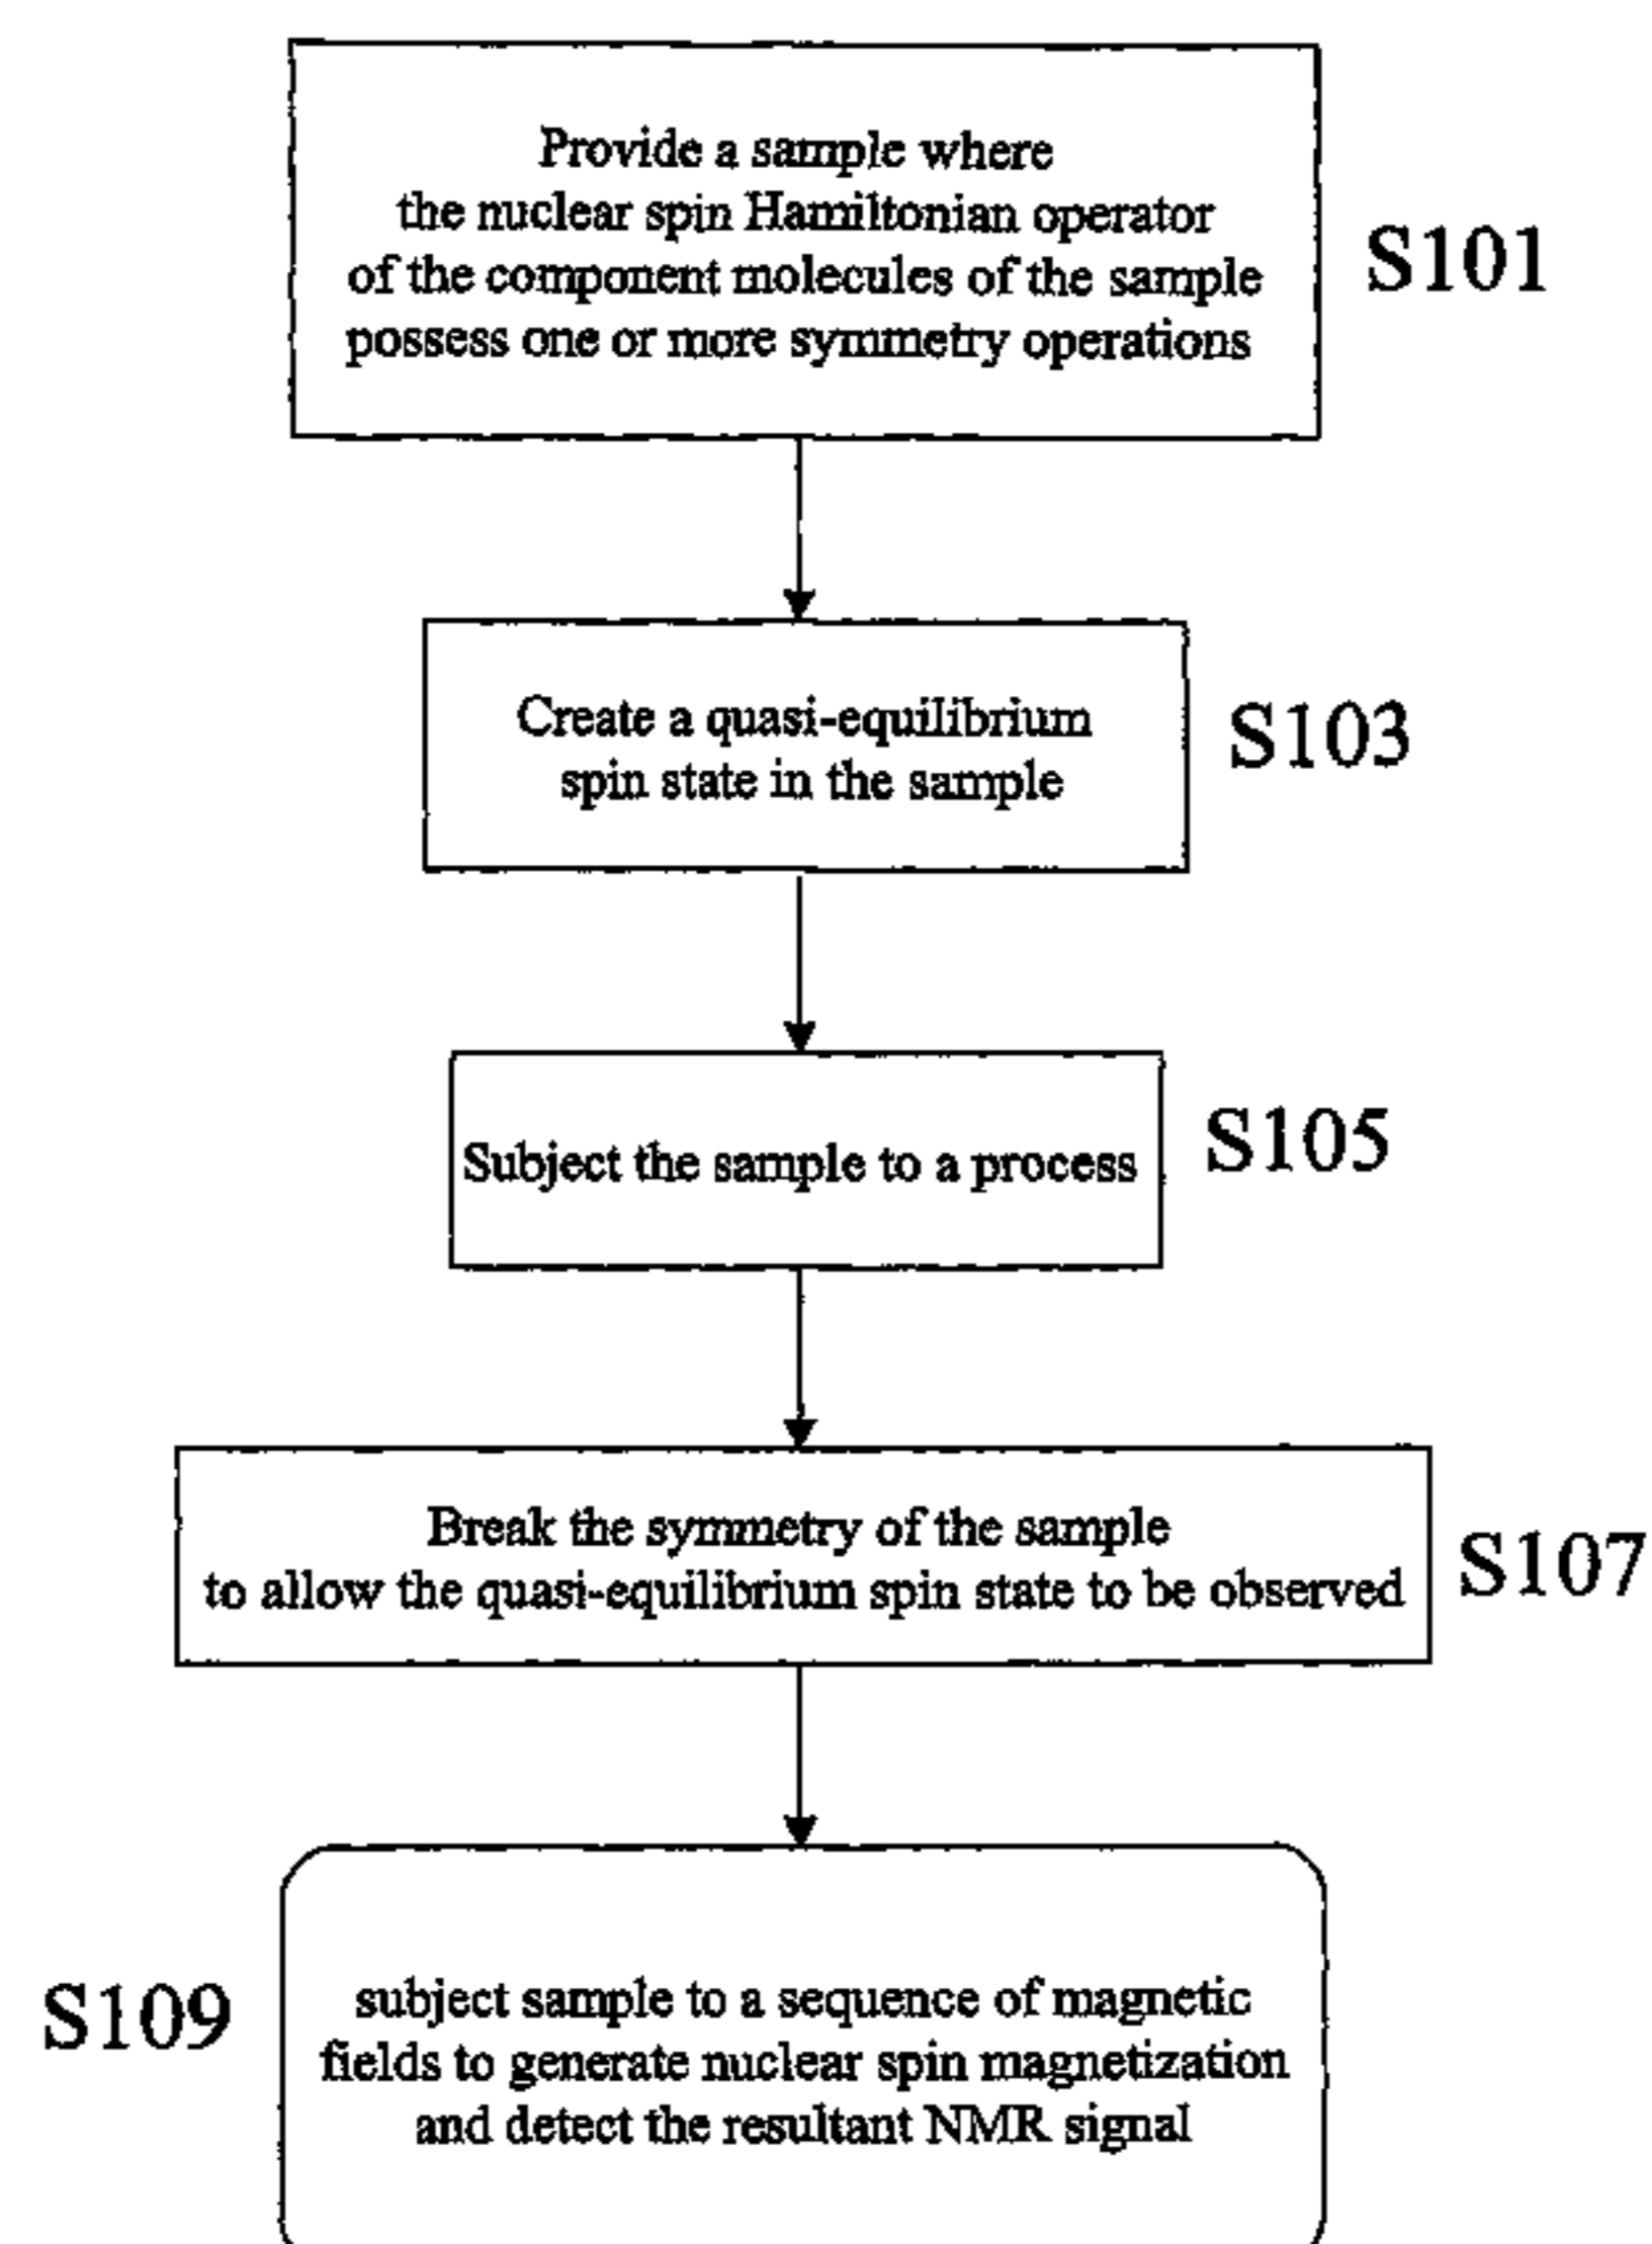 Provide a sample where
the nuclear spin Hamiltonian operator
of the component molecules of the sample
possess one or more symmetry operations
S101
Create a quasi-equilibrium
spin state in the sample
S103
Subject the sample to a process
S105
Break the symmetry of the sample
to allow the quasi-equilibrium spin state to be observed
S107
S109
subject sample to a sequence of magnetic
fields to generate nuclear spin magnetization
and detect the resultant NMR signal